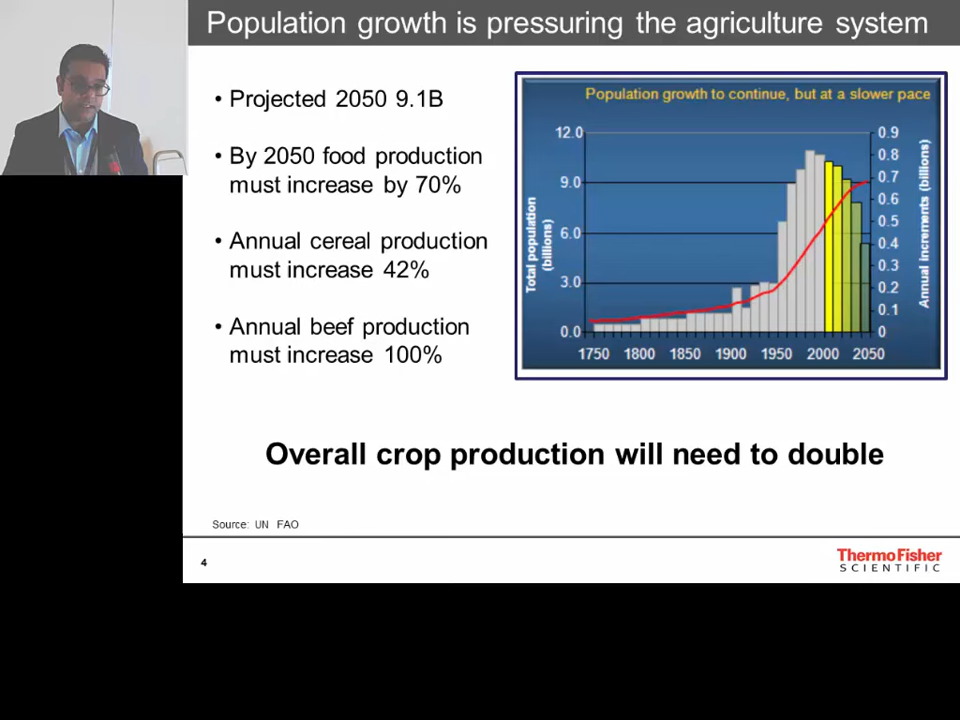 Population growth is pressuring the agriculture system
• Projected 2050 9.1B
• By 2050 food production
must increase by 70%
• Annual cereal production
must increase 42%
• Annual beef production
must increase 100%
Population growth to continue, but at a slower pace
Total population
(billions)
12.0
9.0
6.0
3.0
0.0
0.9
0.8
0.7
0.6
0.5
0.4
0.3
0.2
0.1
0
Annual increments (billions)
1750 1800 1850 1900 1950 2000 2050
Overall crop production will need to double
Source: UN FAO
4
ThermoFisher
SCIENTIFIC